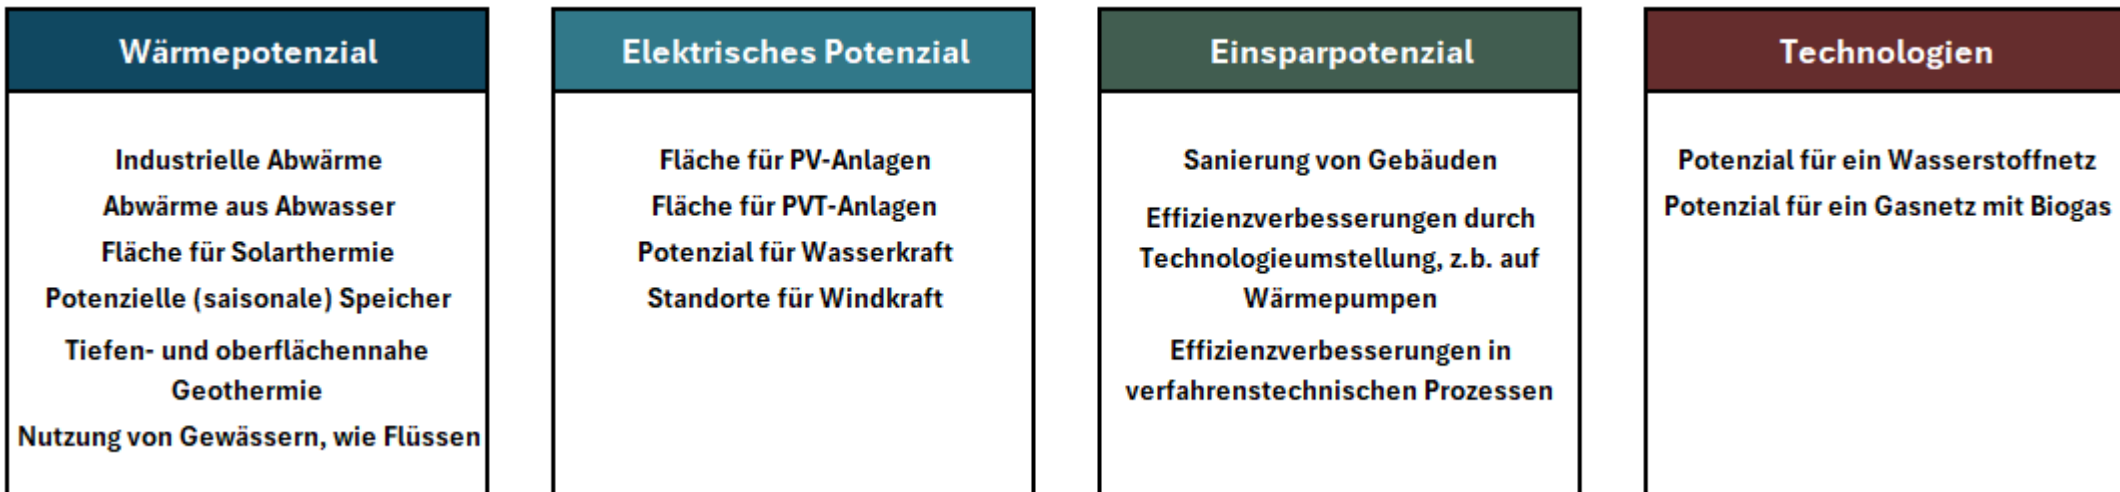 Wärmepotenzial
Industrielle Abwärme
Abwärme aus Abwasser
Fläche für Solarthermie
Potenzielle (saisonale) Speicher
Tiefen- und oberflächennahe
Geothermie
Nutzung von Gewässern, wie Flüssen
Elektrisches Potenzial
Fläche für PV-Anlagen
Fläche für PVT-Anlagen
Potenzial für Wasserkraft
Standorte für Windkraft
Einsparpotenzial
Sanierung von Gebäuden
Effizienzverbesserungen durch
Technologieumstellung, z.b. auf
Wärmepumpen
Effizienzverbesserungen in
verfahrenstechnischen Prozessen
Technologien
Potenzial für ein Wasserstoffnetz
Potenzial für ein Gasnetz mit Biogas